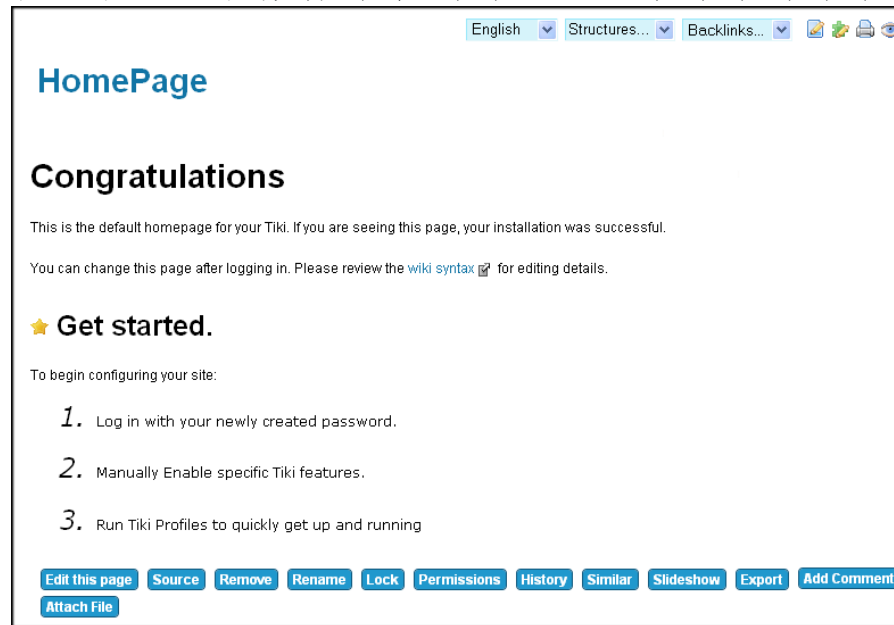 English Structures... Backlinks...
HomePage
Congratulations
This is the default homepage for your Tiki. If you are seeing this page, your installation was successful.
You can change this page after logging in. Please review the wiki syntax for editing details.
Get started.
To begin configuring your site:
1. Log in with your newly created password.
2. Manually Enable specific Tiki features.
3. Run Tiki Profiles to quickly get up and running
Edit this page Source Remove Rename Lock Permissions History Similar Slideshow Export Add Comment
Attach File